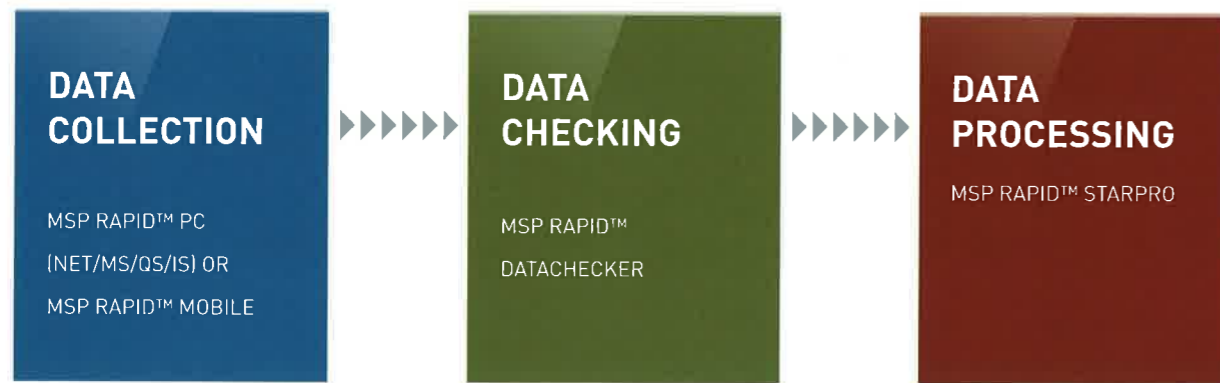 DATA
COLLECTION
MSP RAPID™ PC
(NET/MS/QS/IS) OR
MSP RAPID™ MOBILE
DATA
CHECKING
MSP RAPID™
DATACHECKER
DATA
PROCESSING
MSP RAPID™ STARPRO